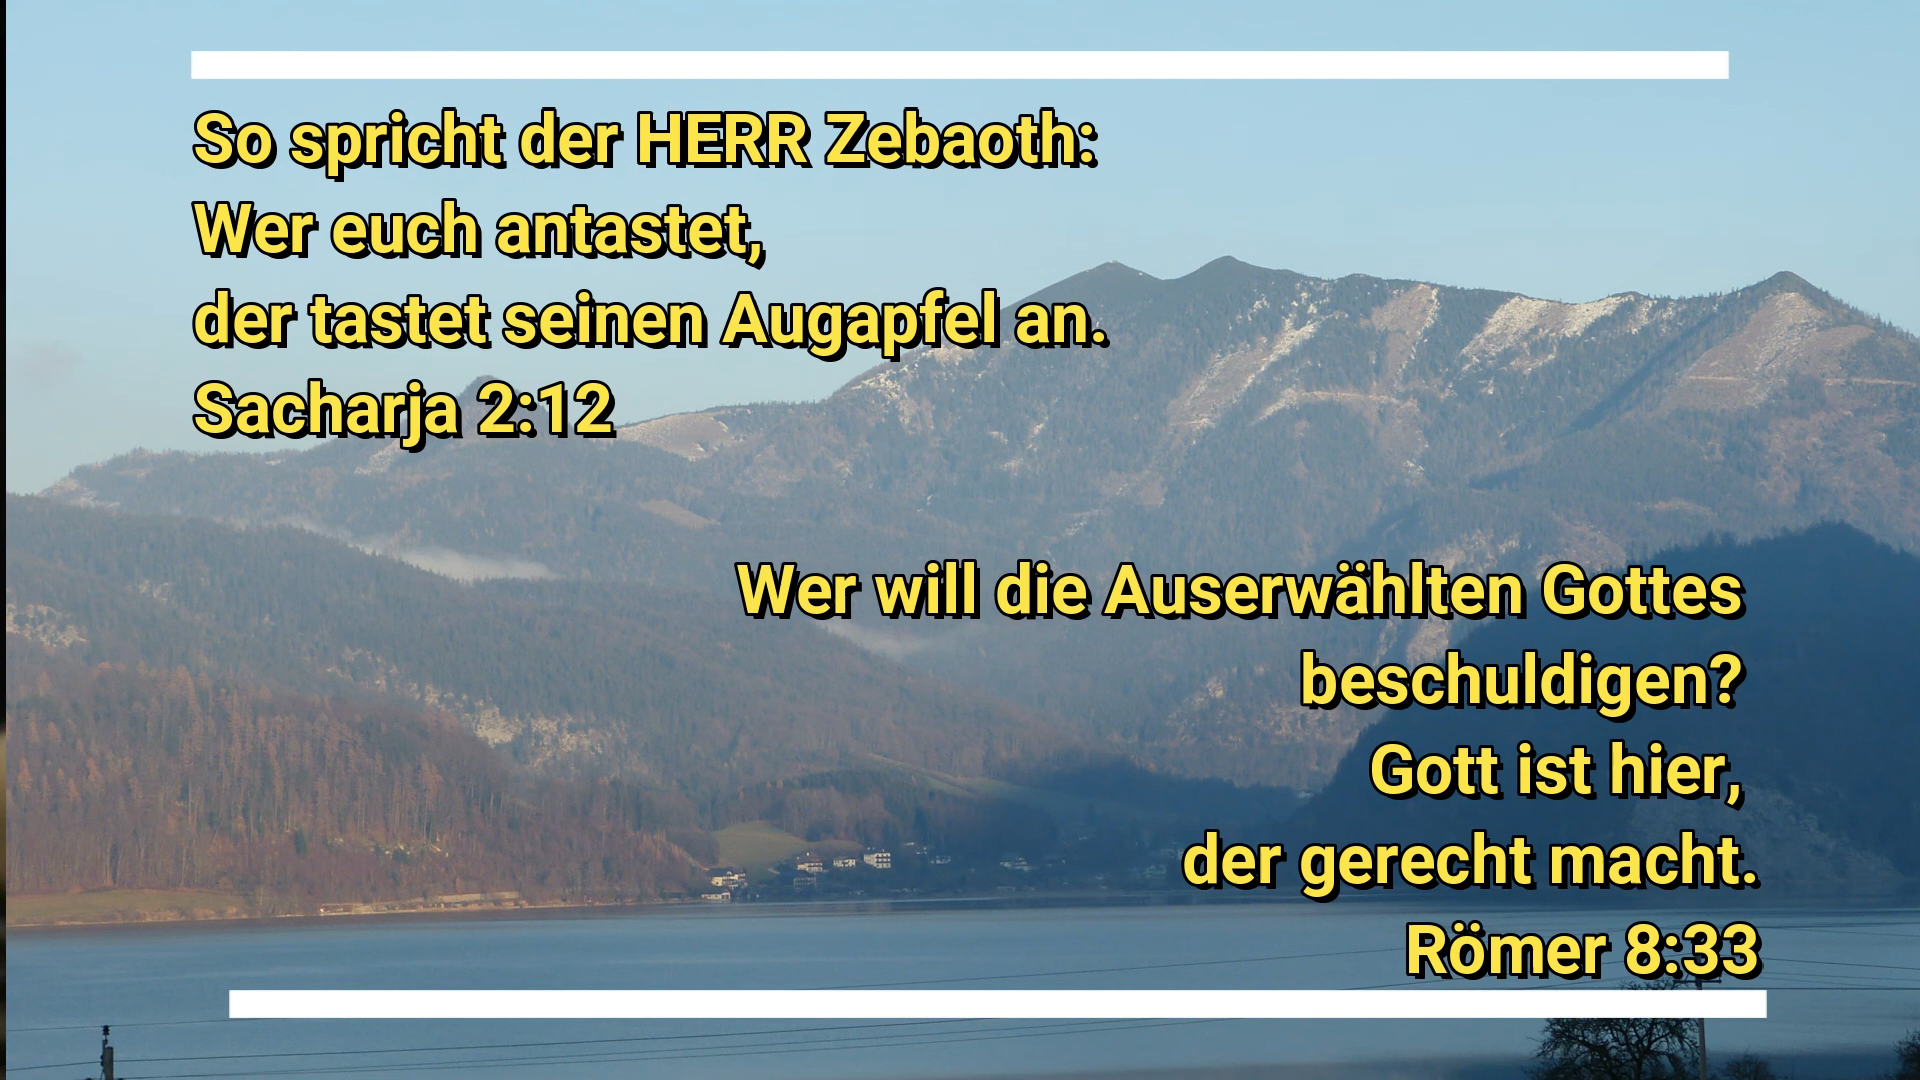 So spricht der HERR Zebaoth:
Wer euch antastet,
der tastet seinen Augapfel an.
Sacharja 2:12
Wer will die Auserwählten Gottes
beschuldigen?
Gott ist hier,
der gerecht macht.
Römer 8:33